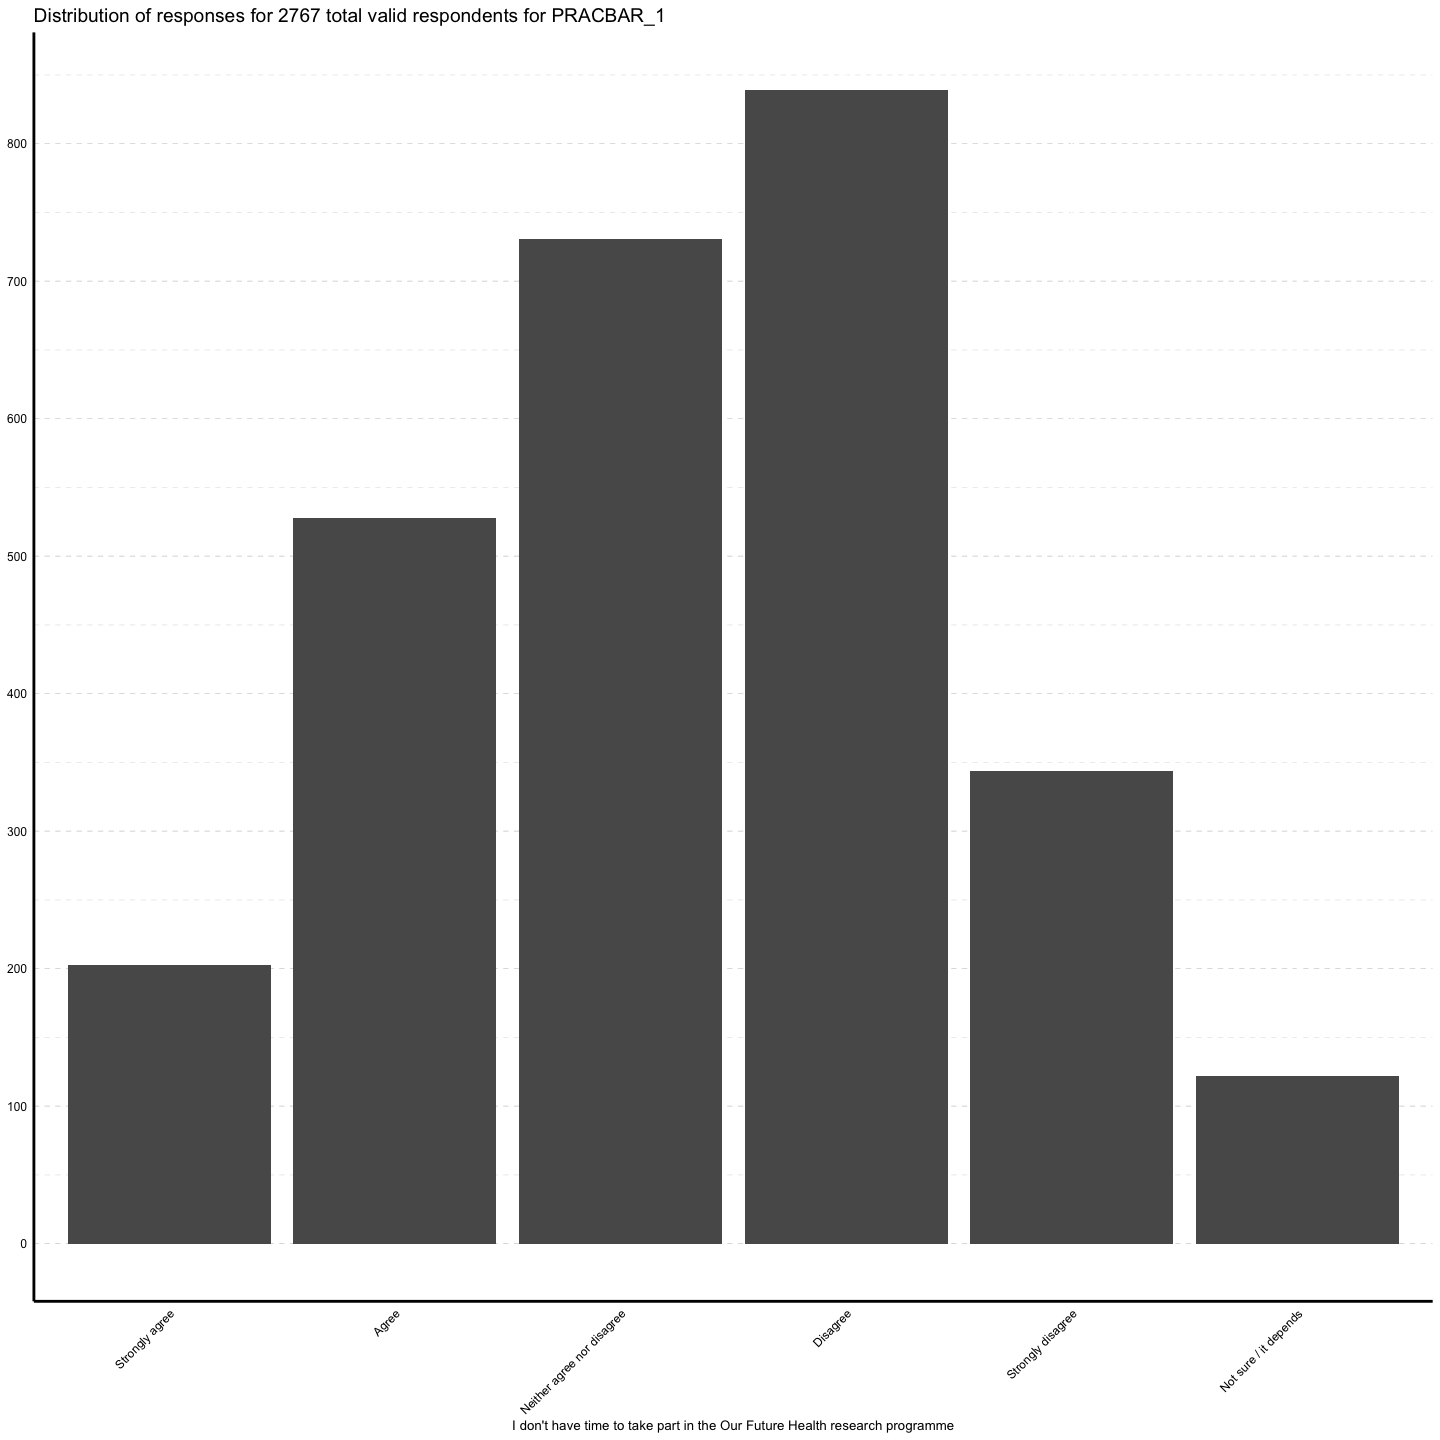 Distribution of responses for 2767 total valid respondents for PRACBAR_1
800
700
600
500
400
300
200
100
0
Strongly agree
Agree
Neither agree nor disagree
Disagree
Strongly disagree
Not sure / it depends
I don't have time to take part in the Our Future Health research programme